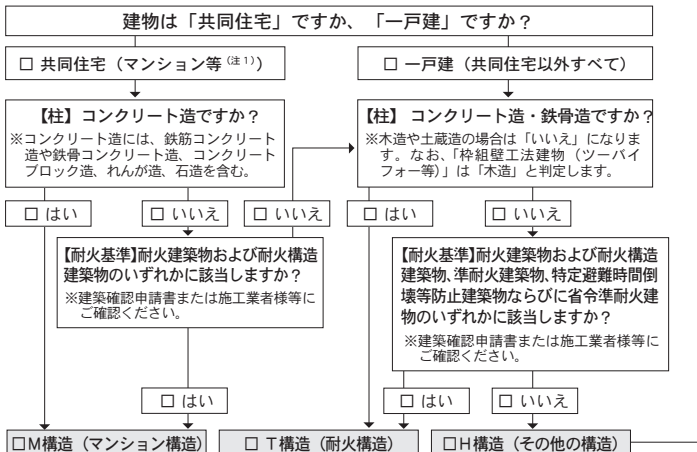 建物は「共同住宅」ですか、「一戸建」ですか？
□ 共同住宅（マンション等（注1））
□ 一戸建（共同住宅以外すべて）
【柱】コンクリート造ですか？
※コンクリート造には、鉄筋コンクリート
造や鉄骨コンクリート造、コンクリート
ブロック造、れんが造、石造を含む。
【柱】 コンクリート造・鉄骨造ですか？
※木造や土蔵造の場合は「いいえ」になりま
す。なお、「枠組壁工法建物（ツーバイ
フォー等）」は「木造」と判定します。
□ はい
□ いいえ
□ いいえ
□ はい
□ いいえ
【耐火基準】耐火建築物および耐火構造
建築物のいずれかに該当しますか？
※建築確認申請書または施工業者様等に
ご確認ください。
【耐火基準】耐火建築物および耐火構造
建築物、準耐火建築物、特定避難時間倒
壊等防止建築物ならびに省令準耐火建
物のいずれかに該当しますか？
※建築確認申請書または施工業者様等に
ご確認ください。
□ はい
□ はい
□ いいえ
□M構造（マンション構造）
□ T構造（耐火構造）
□H構造（その他の構造）